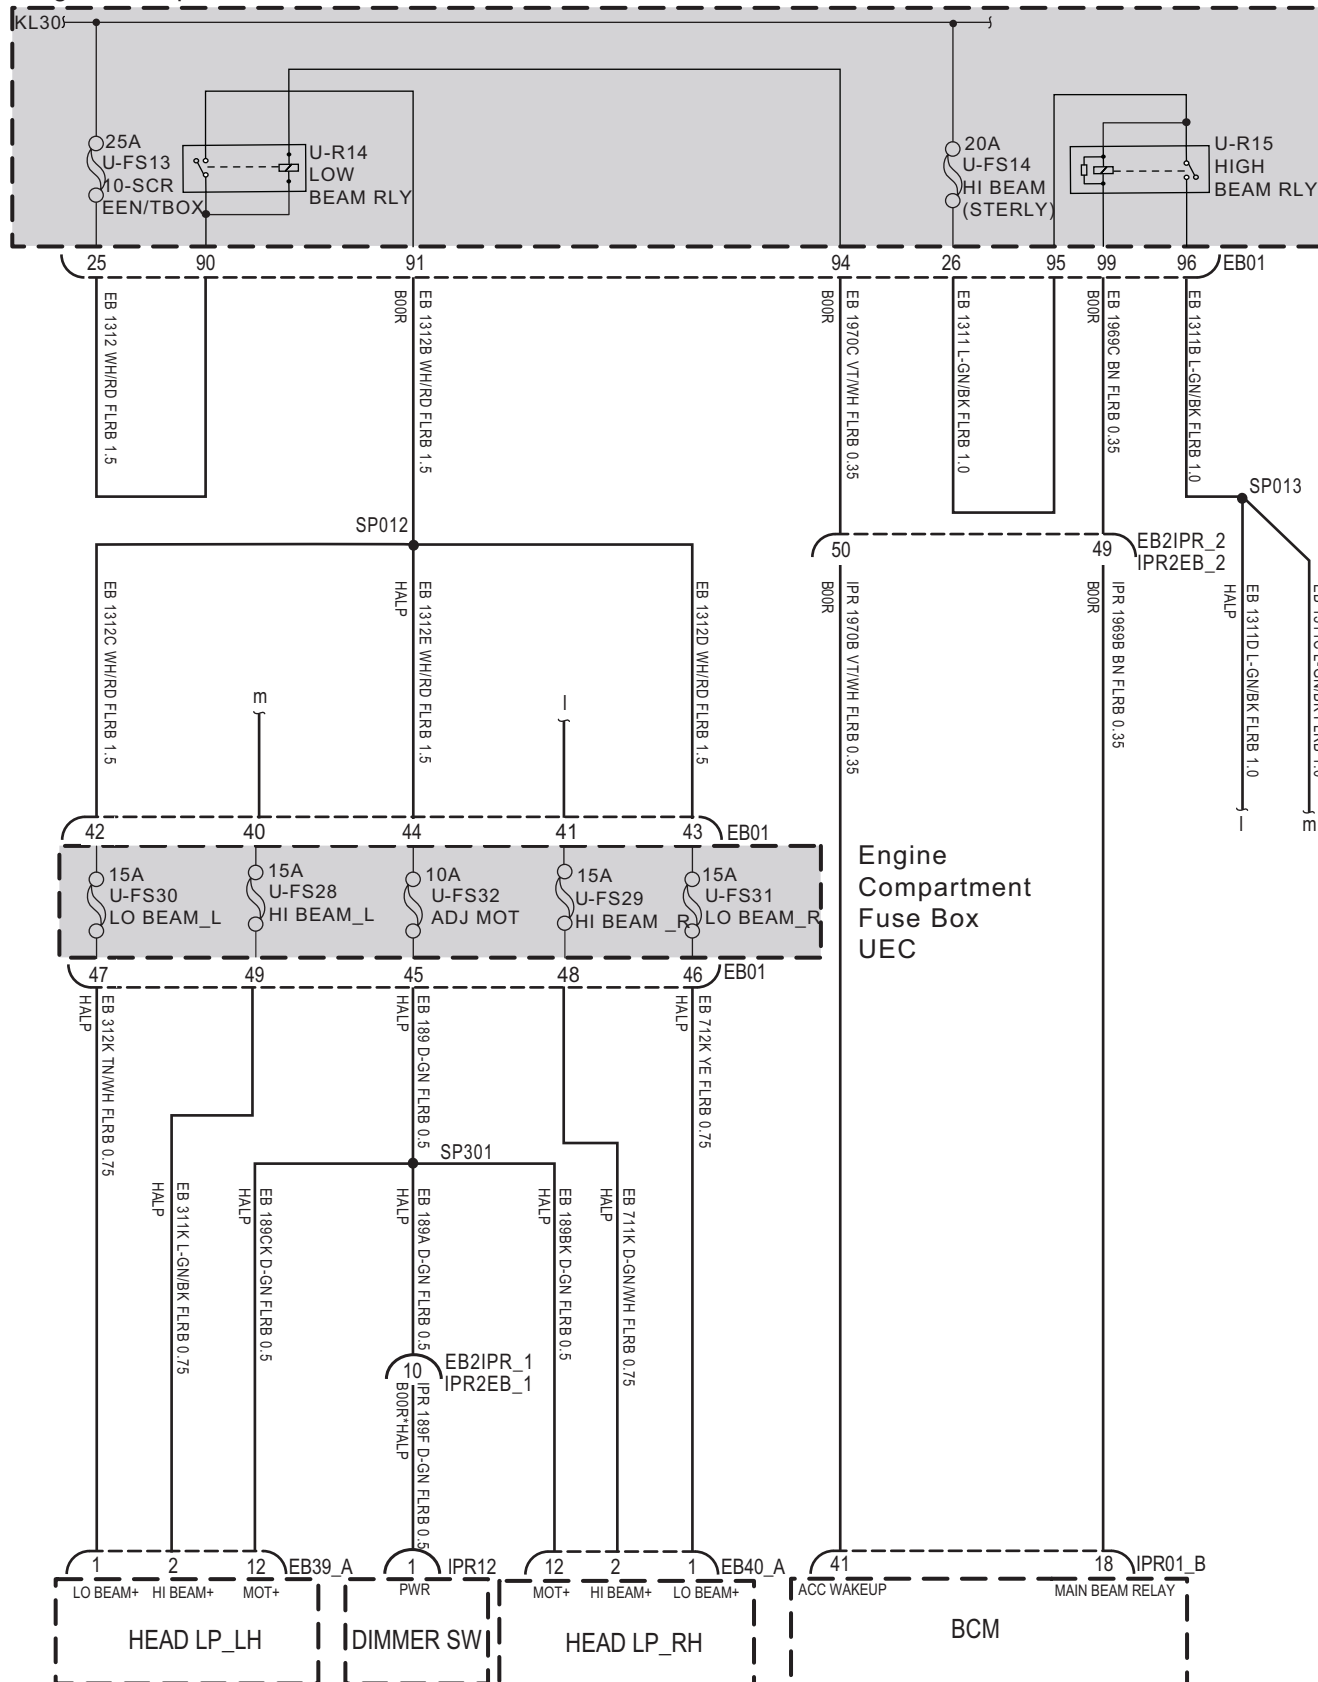 KL30
25A
U-FS13
10-SCR
EEN/TBOX
U-R14
LOW
BEAM RLY
20A
U-FS14
HI BEAM
(STERLY)
U-R15
HIGH
BEAM RLY
25 90 91 94 26 95 99 96 EB01
EB 1312 WH/RD FLRB 1.5
B00R
EB 1312B WH/RD FLRB 1.5
B00R
EB 1970C VT/WH FLRB 0.35
EB 1311 L-GN/BK FLRB 1.0
B00R
EB 1969C BN FLRB 0.35
EB 1311B L-GN/BK FLRB 1.0
SP013
SP012
50 49 EB2IPR_2
IPR2EB_2
EB 1312C WH/RD FLRB 1.5
HALP
EB 1312E WH/RD FLRB 1.5
EB 1312D WH/RD FLRB 1.5
B00R
IPR 1970B VT/WH FLRB 0.35
B00R
IPR 1969B BN FLRB 0.35
HALP
EB 1311D L-GN/BK FLRB 1.0
m l
l m
42 40 44 41 43 EB01
15A
U-FS30
LO BEAM_L
15A
U-FS28
HI BEAM_L
10A
U-FS32
ADJ MOT
15A
U-FS29
HI BEAM _R
15A
U-FS31
LO BEAM_R
Engine
Compartment
Fuse Box
UEC
47 49 45 48 46 EB01
HALP
EB 312K TN/WH FLRB 0.75
HALP
EB 189 D-GN FLRB 0.5
HALP
EB 712K YE FLRB 0.75
SP301
HALP
EB 311K L-GN/BK FLRB 0.75
HALP
EB 189CK D-GN FLRB 0.5
HALP
EB 189A D-GN FLRB 0.5
HALP
EB 189BK D-GN FLRB 0.5
HALP
EB 711K D-GN/WH FLRB 0.75
10 EB2IPR_1
IPR2EB_1
B00R*HALP
IPR 189F D-GN FLRB 0.5
1 2 12 EB39_A 1 IPR12 12 2 1 EB40_A 41 18 IPR01_B
LO BEAM+ HI BEAM+ MOT+ PWR MOT+ HI BEAM+ LO BEAM+ ACC WAKEUP MAIN BEAM RELAY
HEAD LP_LH DIMMER SW HEAD LP_RH BCM